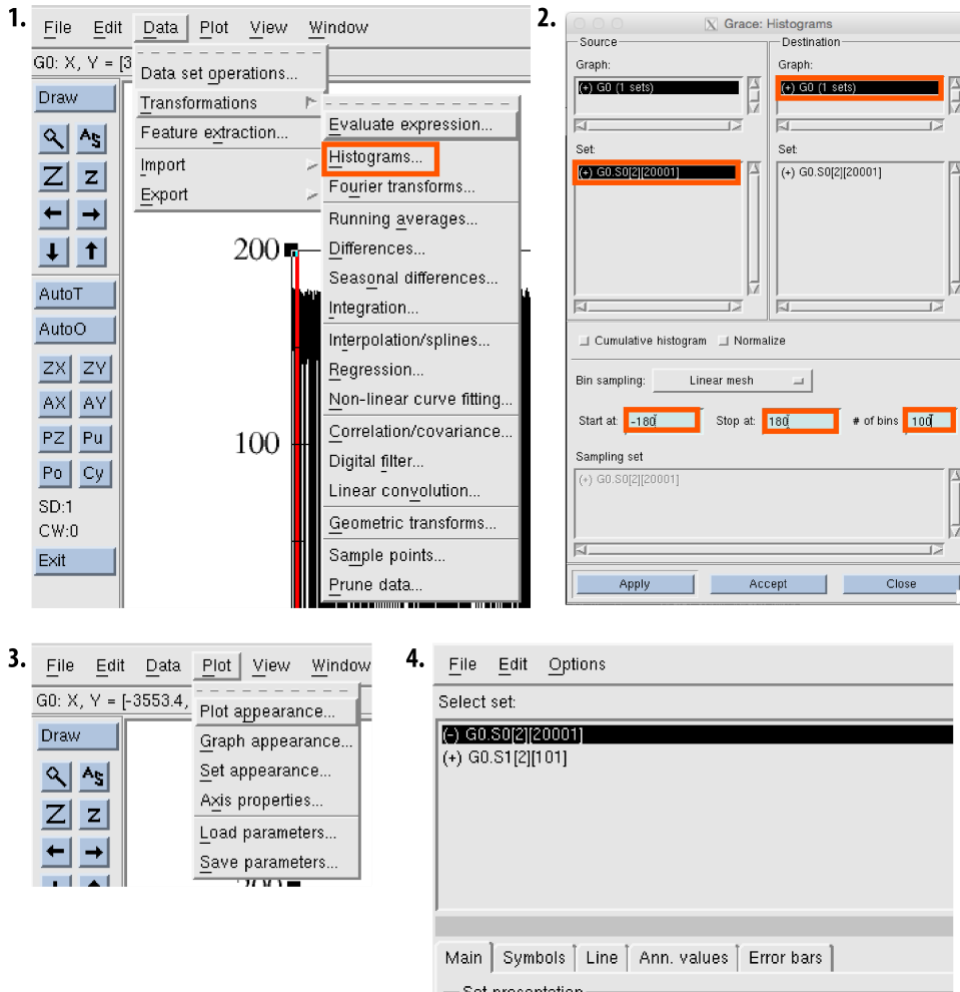 1.
File Edit Data Plot View Window
G0: X, Y = [3
Draw
AS
Z z
AutoT
AutoO
ZX ZY
AX AY
PZ Pu
Po Cy
SD:1
CW:0
Exit
Data set operations...
Transformations
Feature extraction...
Import
Export
Evaluate expression...
Histograms...
Fourier transforms...
Running averages...
Differences...
Seasonal differences...
Integration...
Interpolation/splines...
Regression...
Non-linear curve fitting...
Correlation/covariance...
Digital filter...
Linear convolution...
Geometric transforms...
Sample points...
Prune data...
200
100
2.
X Grace: Histograms
Source
Graph:
(+) G0 (1 sets)
Set:
(+) G0.S0[2][20001]
Destination
Graph:
(+) G0 (1 sets)
Set:
(+) G0.S0[2][20001]
Cumulative histogram Normalize
Bin sampling: Linear mesh
Start at: -180 Stop at: 180 # of bins 100
Sampling set
(+) G0.S0[2][20001]
Apply Accept Close
3.
File Edit Data Plot View Window
G0: X, Y = [-3553.4,
Draw
AS
Z z
Plot appearance...
Graph appearance...
Set appearance...
Axis properties...
Load parameters...
Save parameters...
200
4.
File Edit Options
Select set:
(-) G0.S0[2][20001]
(+) G0.S1[2][101]
Main Symbols Line Ann. values Error bars
Set presentation